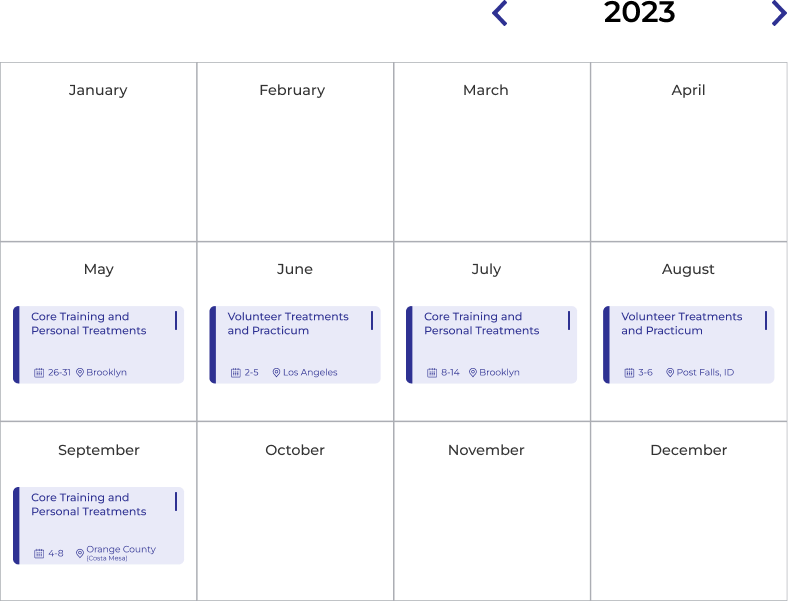 2023
January
February
March
April
May
Core Training and
Personal Treatments
26-31 Brooklyn
June
Volunteer Treatments
and Practicum
2-5 Los Angeles
July
Core Training and
Personal Treatments
8-14 Brooklyn
August
Volunteer Treatments
and Practicum
3-6 Post Falls, ID
September
Core Training and
Personal Treatments
4-8 Orange County
(Costa Mesa)
October
November
December